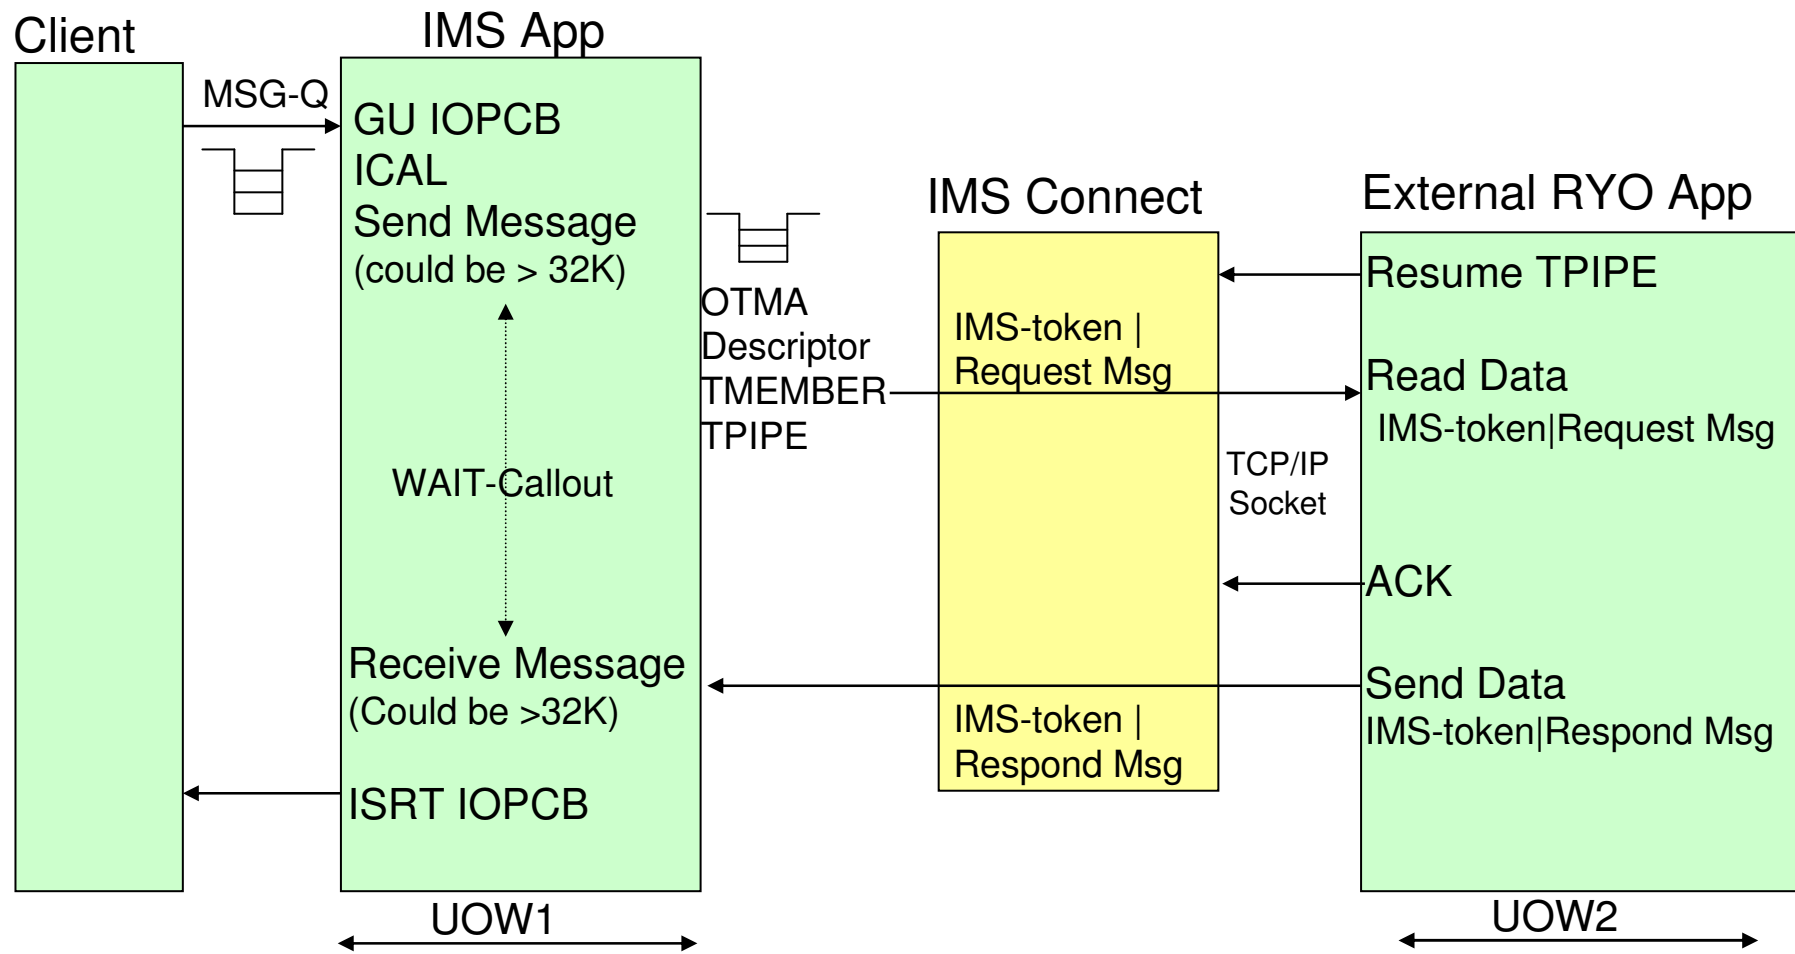 Client
MSG-Q
IMS App
GU IOPCB
ICAL
Send Message
(could be > 32K)
WAIT-Callout
Receive Message
(Could be >32K)
ISRT IOPCB
UOW1
OTMA
Descriptor
TMEMBER
TPIPE
IMS Connect
IMS-token |
Request Msg
IMS-token |
Respond Msg
TCP/IP
Socket
External RYO App
Resume TPIPE
Read Data
IMS-token|Request Msg
ACK
Send Data
IMS-token|Respond Msg
UOW2